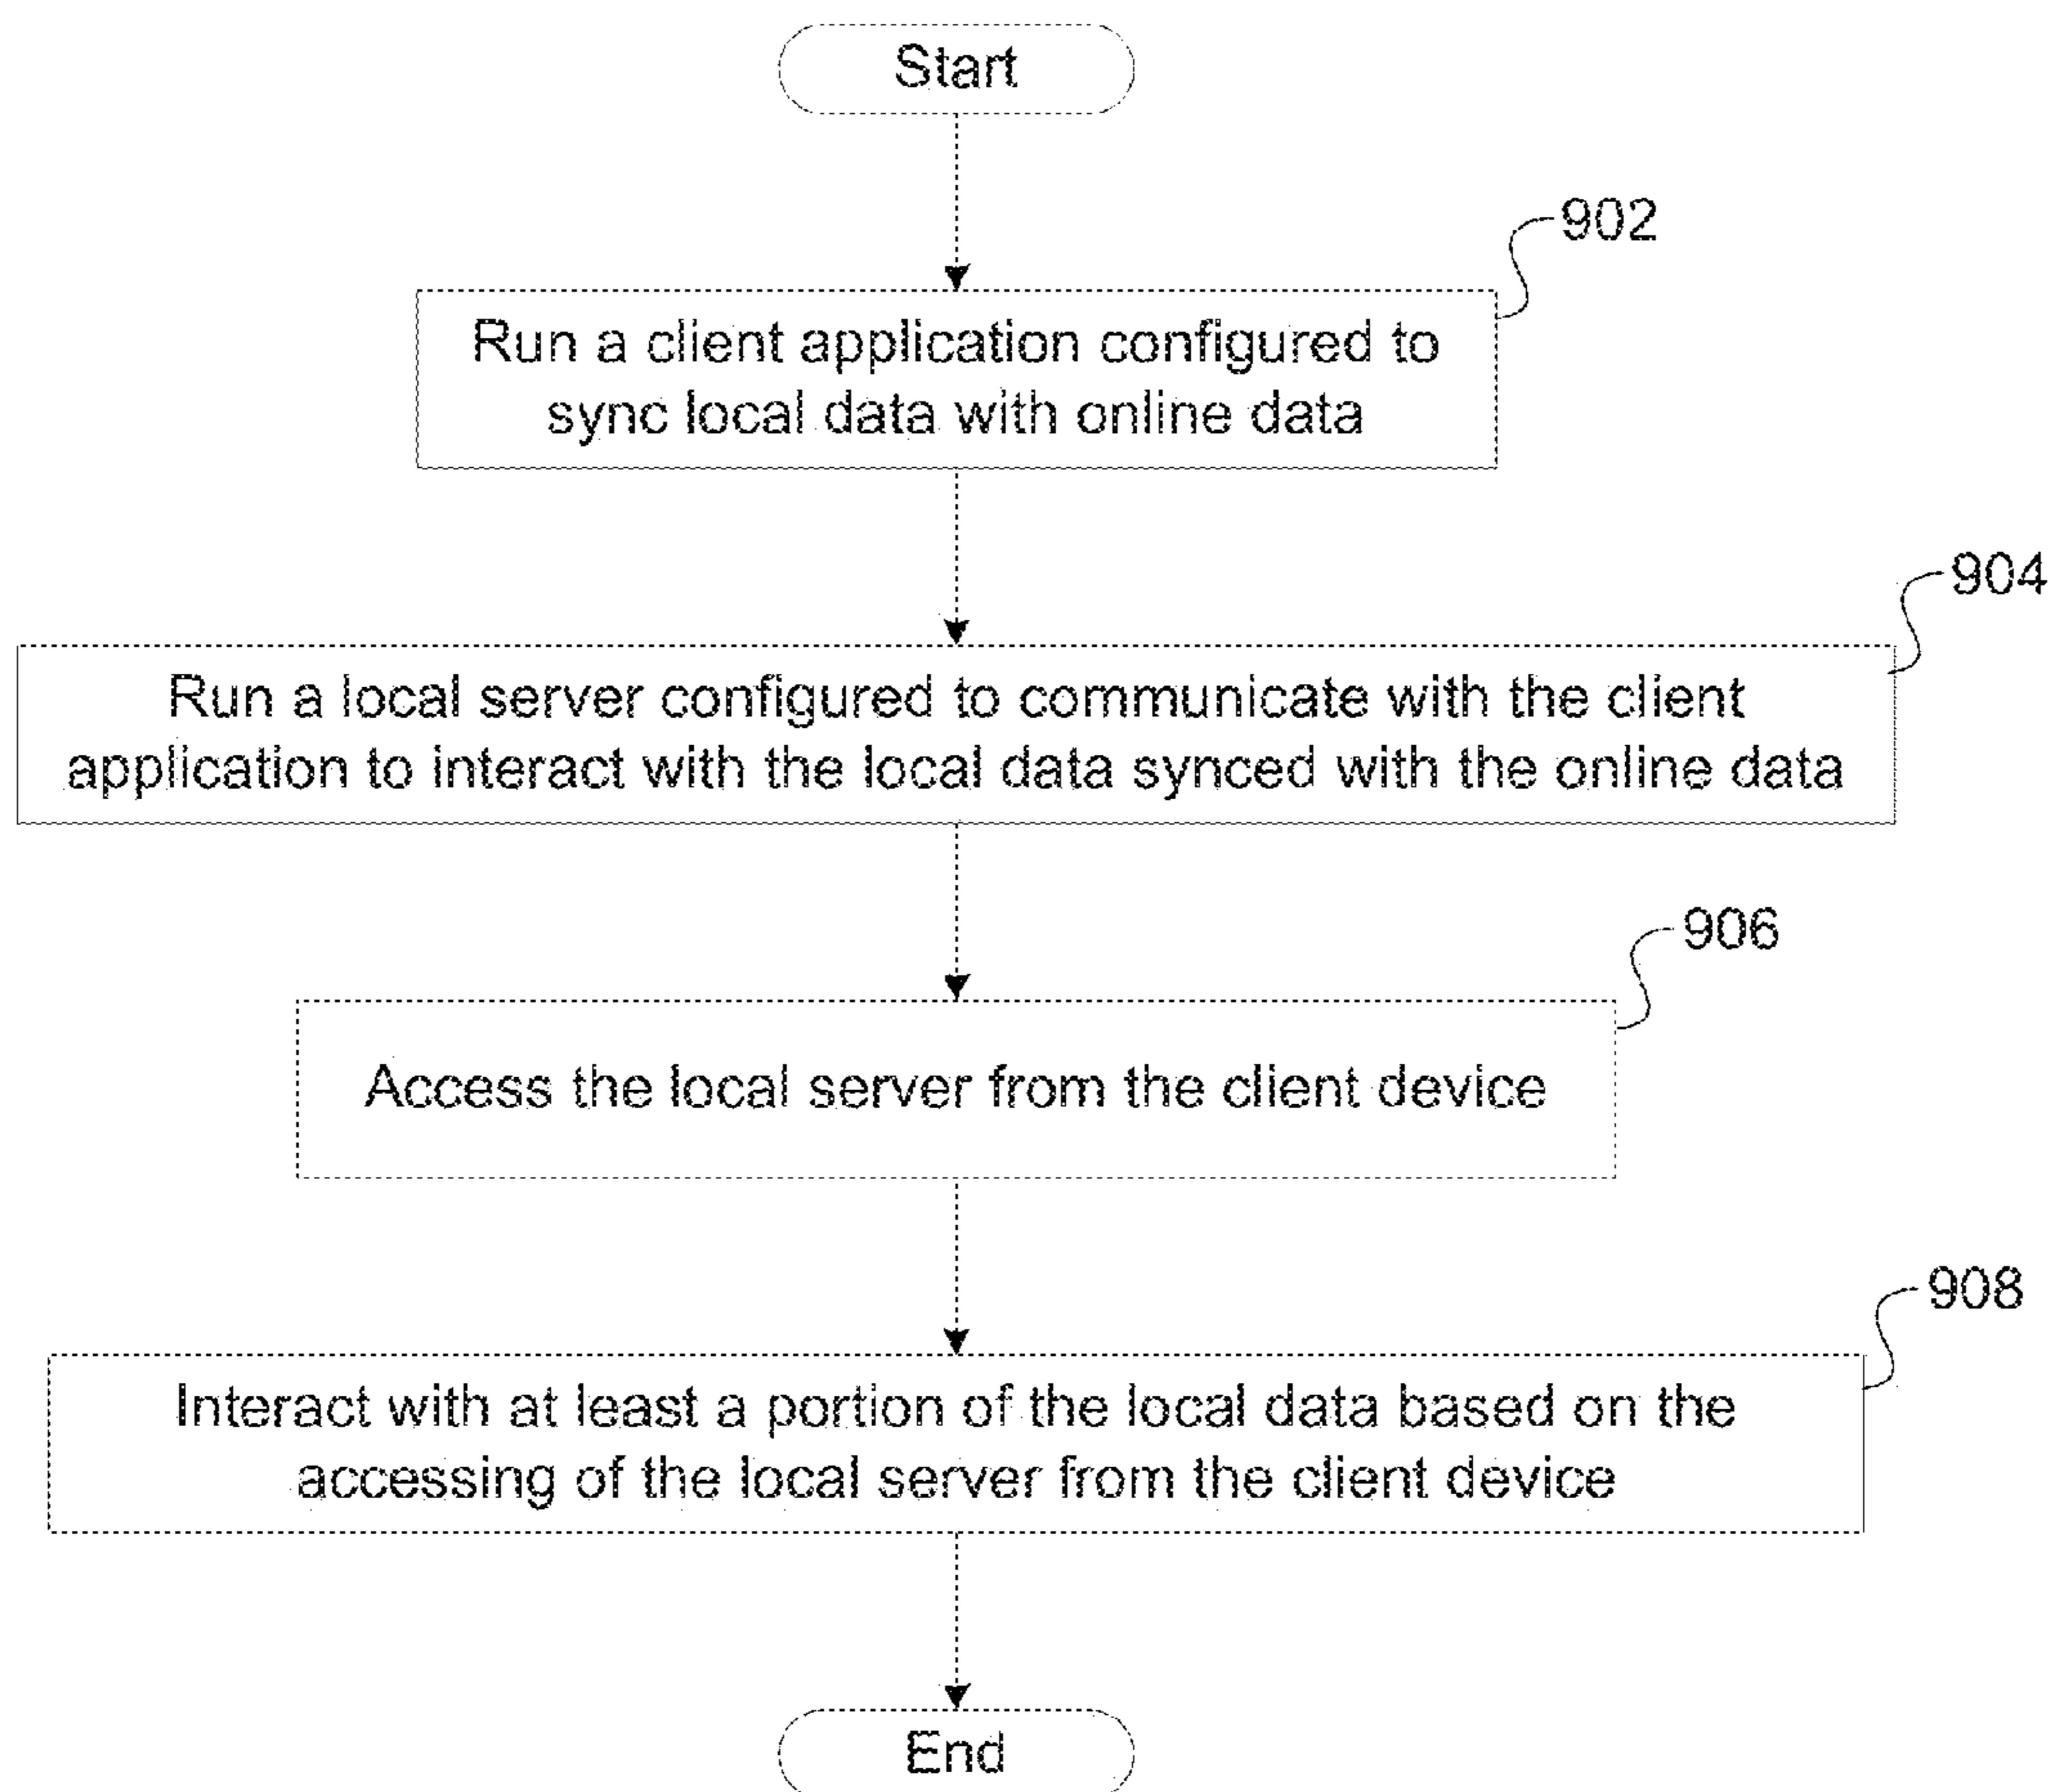 Start
902
Run a client application configured to
sync local data with online data
904
Run a local server configured to communicate with the client
application to interact with the local data synced with the online data
906
Access the local server from the client device
908
Interact with at least a portion of the local data based on the
accessing of the local server from the client device
End